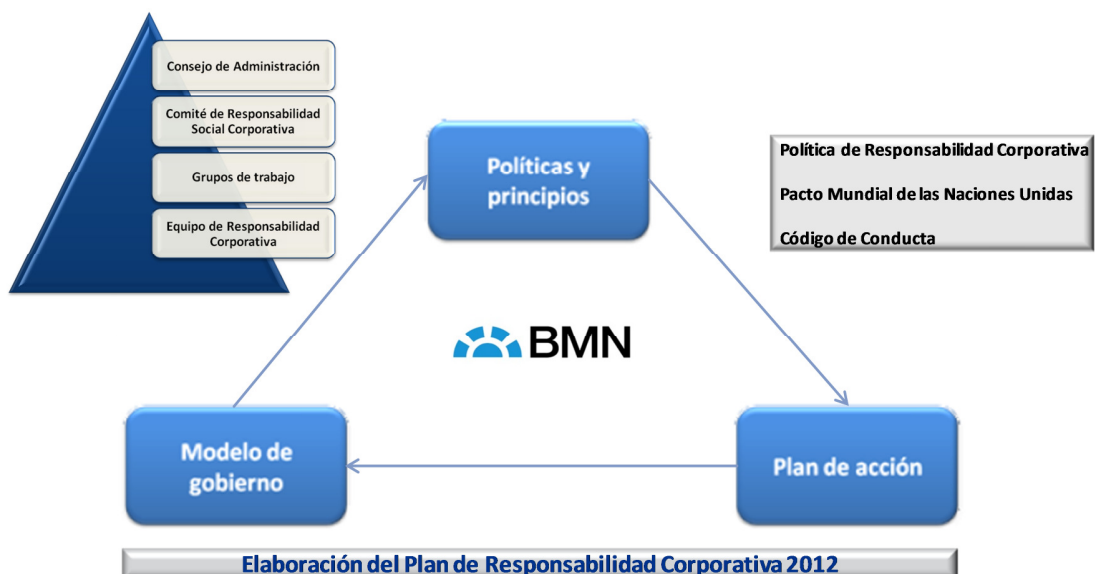 Consejo de Administración
Comité de Responsabilidad
Social Corporativa
Grupos de trabajo
Equipo de Responsabilidad
Corporativa
Políticas y
principios
Política de Responsabilidad Corporativa
Pacto Mundial de las Naciones Unidas
Código de Conducta
BMN
Modelo de
gobierno
Plan de acción
Elaboración del Plan de Responsabilidad Corporativa 2012